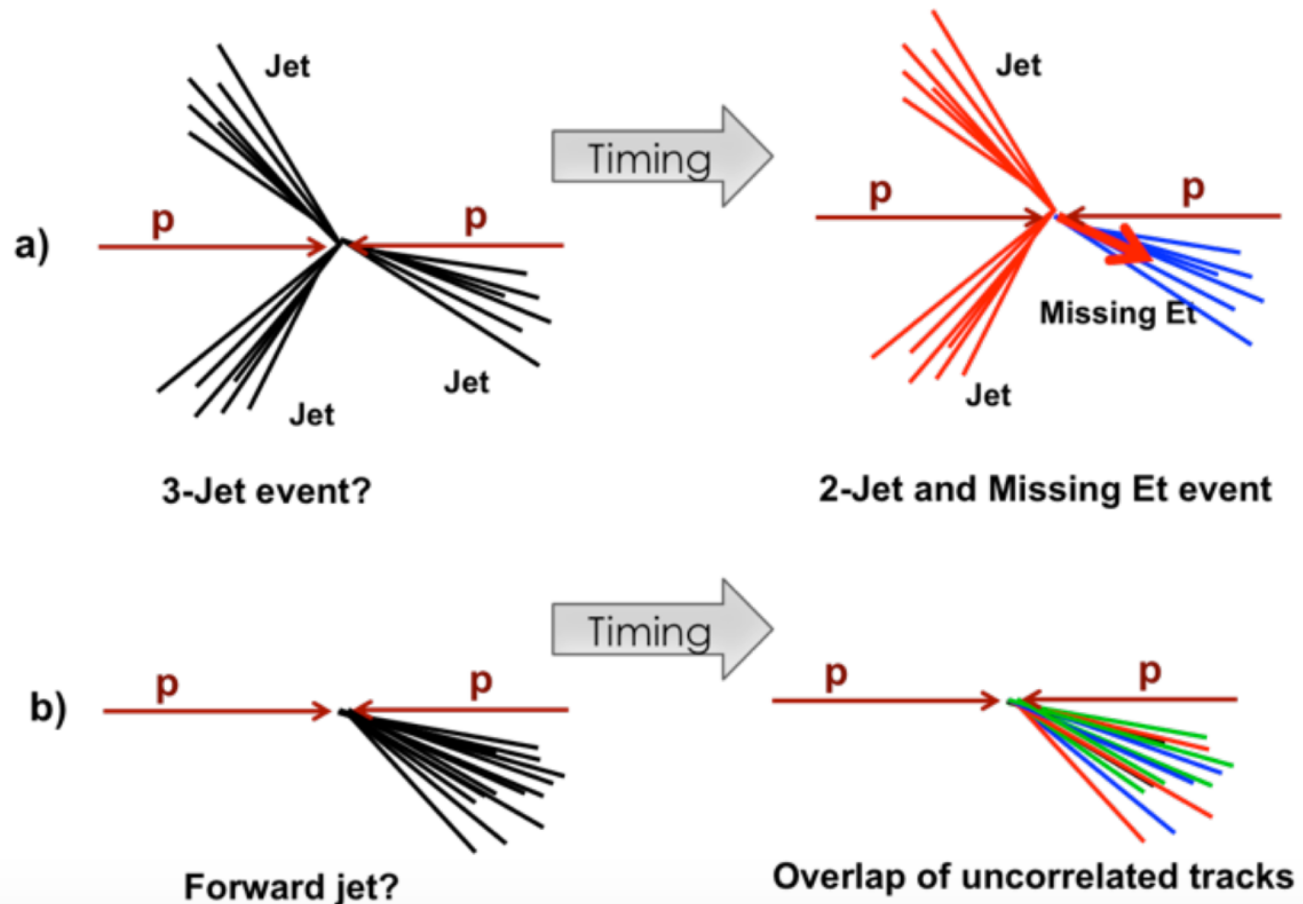 Jet
Jet
Timing
p
p
p
p
a)
Missing Et
Jet
Jet
Jet
3-Jet event?
2-Jet and Missing Et event
Timing
p
p
p
p
b)
Forward jet?
Overlap of uncorrelated tracks